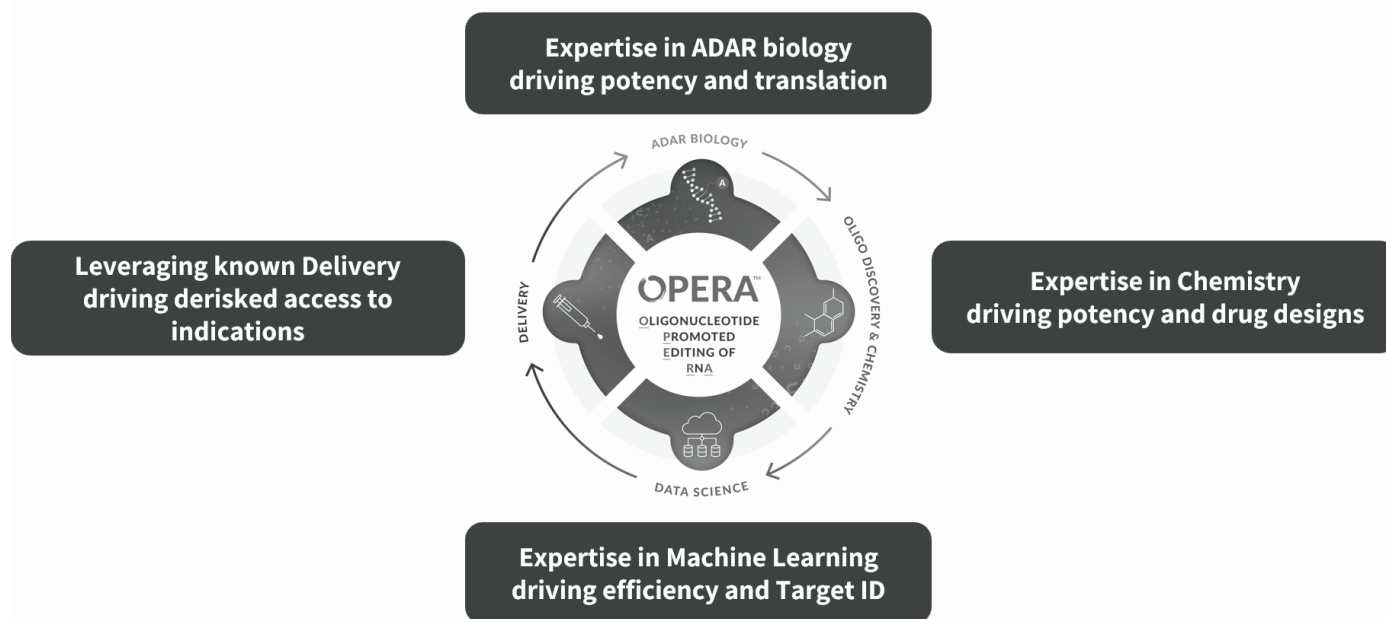 Expertise in ADAR biology
driving potency and translation
ADAR BIOLOGY
A
Leveraging known Delivery
driving derisked access to
indications
DELIVERY
OPERA™
OLIGONUCLEOTIDE
PROMOTED
EDITING OF
RNA
OLIGO DISCOVERY & CHEMISTRY
Expertise in Chemistry
driving potency and drug designs
DATA SCIENCE
Expertise in Machine Learning
driving efficiency and Target ID